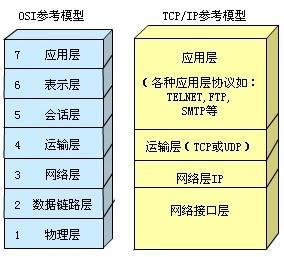 OSI参考模型
7 应用层
6 表示层
5 会话层
4 运输层
3 网络层
2 数据链路层
1 物理层
TCP/IP参考模型
应用层
(各种应用层协议如:
TELNET,FTP,
SMTP等
运输层(TCP或UDP)
网络层IP
网络接口层